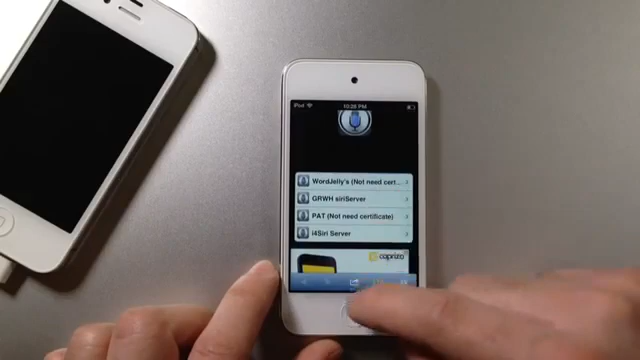 iPod 10:28 PM
WordJelly's (Not need cert...
GRWH siriServer
PAT (Not need certificate)
i4Siri Server
caprizo